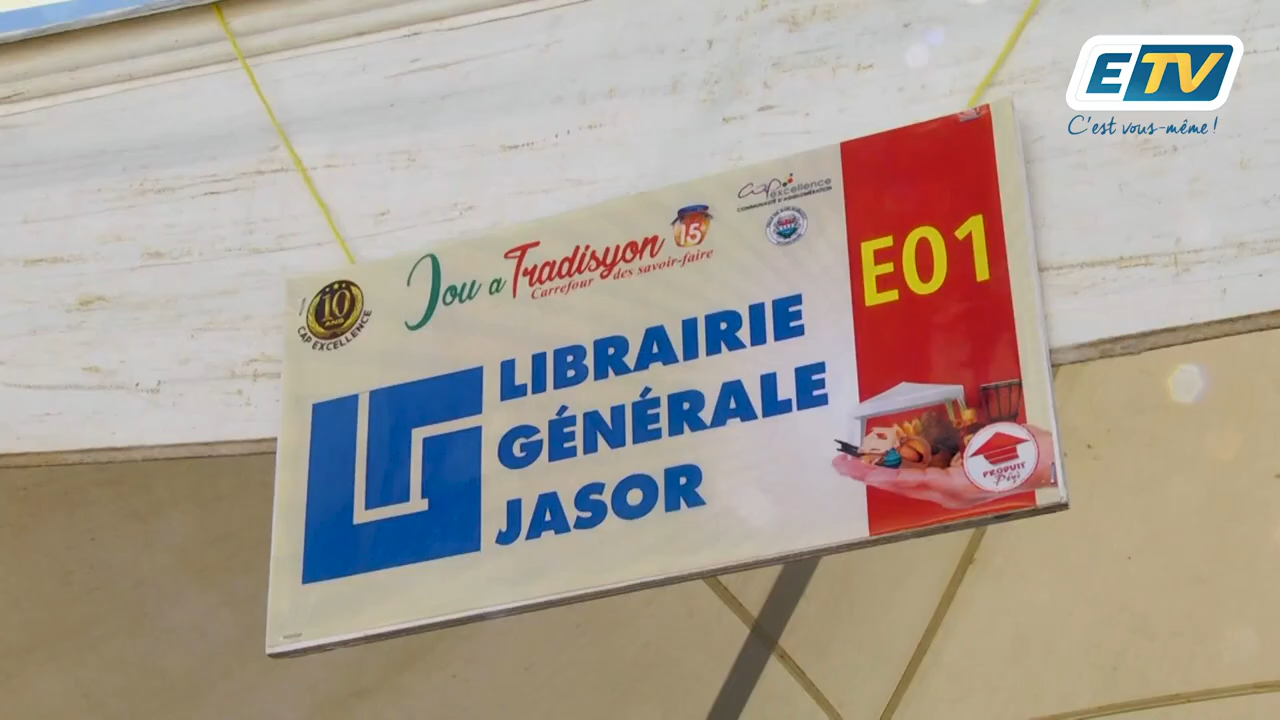 ETV
C'est vous-même !
Jou a Tradisyon
15
Carrefour des savoir-faire
Cap excellence
COMMUNAUTÉ D'AGGLOMÉRATION
10
ANS
CAP EXCELLENCE
E01
LIBRAIRIE
GÉNÉRALE
JASOR
PRODUIT
Péyi